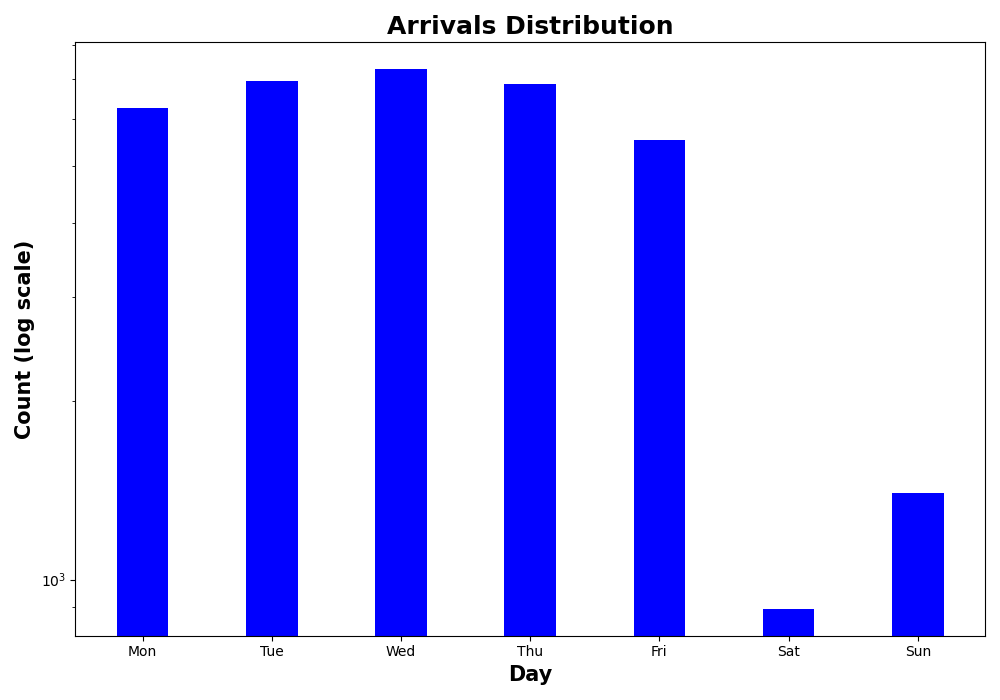 Arrivals Distribution
Count (log scale)
10³
Mon Tue Wed Thu Fri Sat Sun
Day